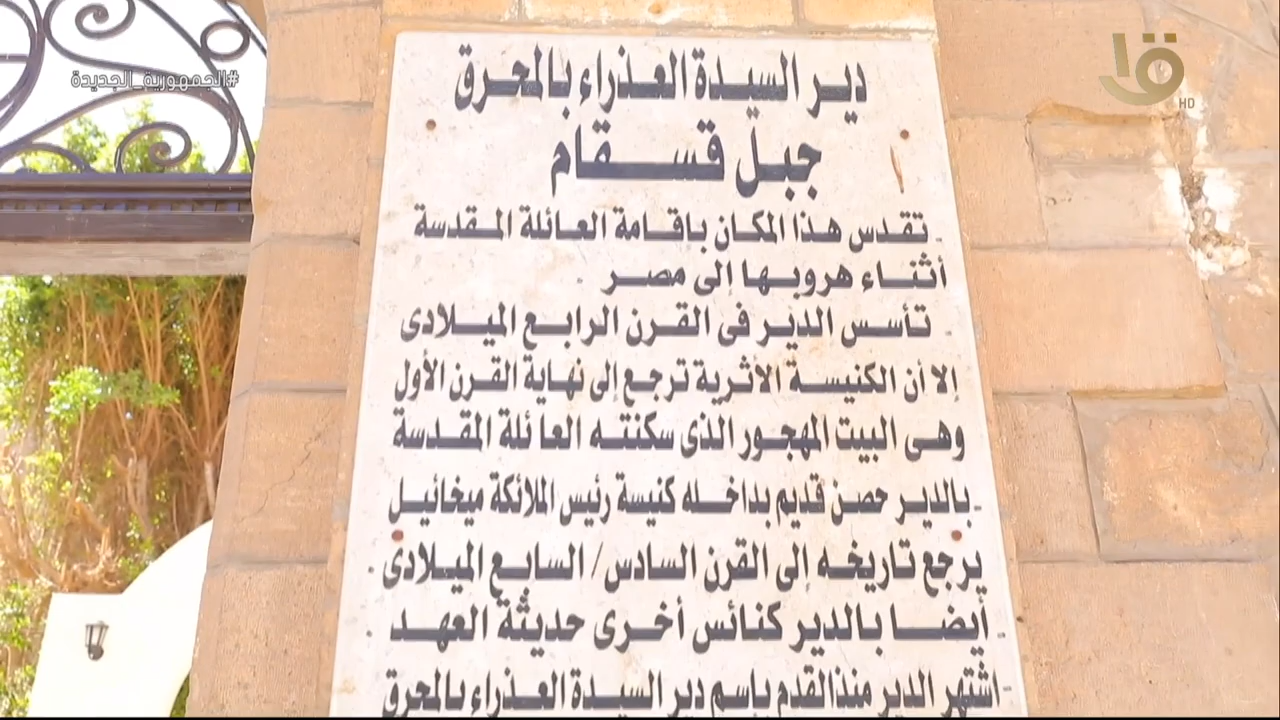 #الجمهورية_الجديدة
HD
دير السيدة العذراء بالمحرق
جبل قسقام
- تقدس هذا المكان باقامة العائلة المقدسة
أثناء هروبها إلى مصر .
- تأسس الدير فى القرن الرابع الميلادى
إلا أن الكنيسة الاثرية ترجع إلى نهاية القرن الأول
وهى البيت المهجور الذى سكنته العائلة المقدسة
- بالدير حصن قديم بداخله كنيسة رئيس الملائكة ميخائيل
يرجع تاريخه إلى القرن السادس/ السابع الميلادى .
- أيضا بالدير كنائس أخرى حديثة العهد .
- اشتهر الدير منذ القدم باسم دير السيدة العذراء بالمحرق